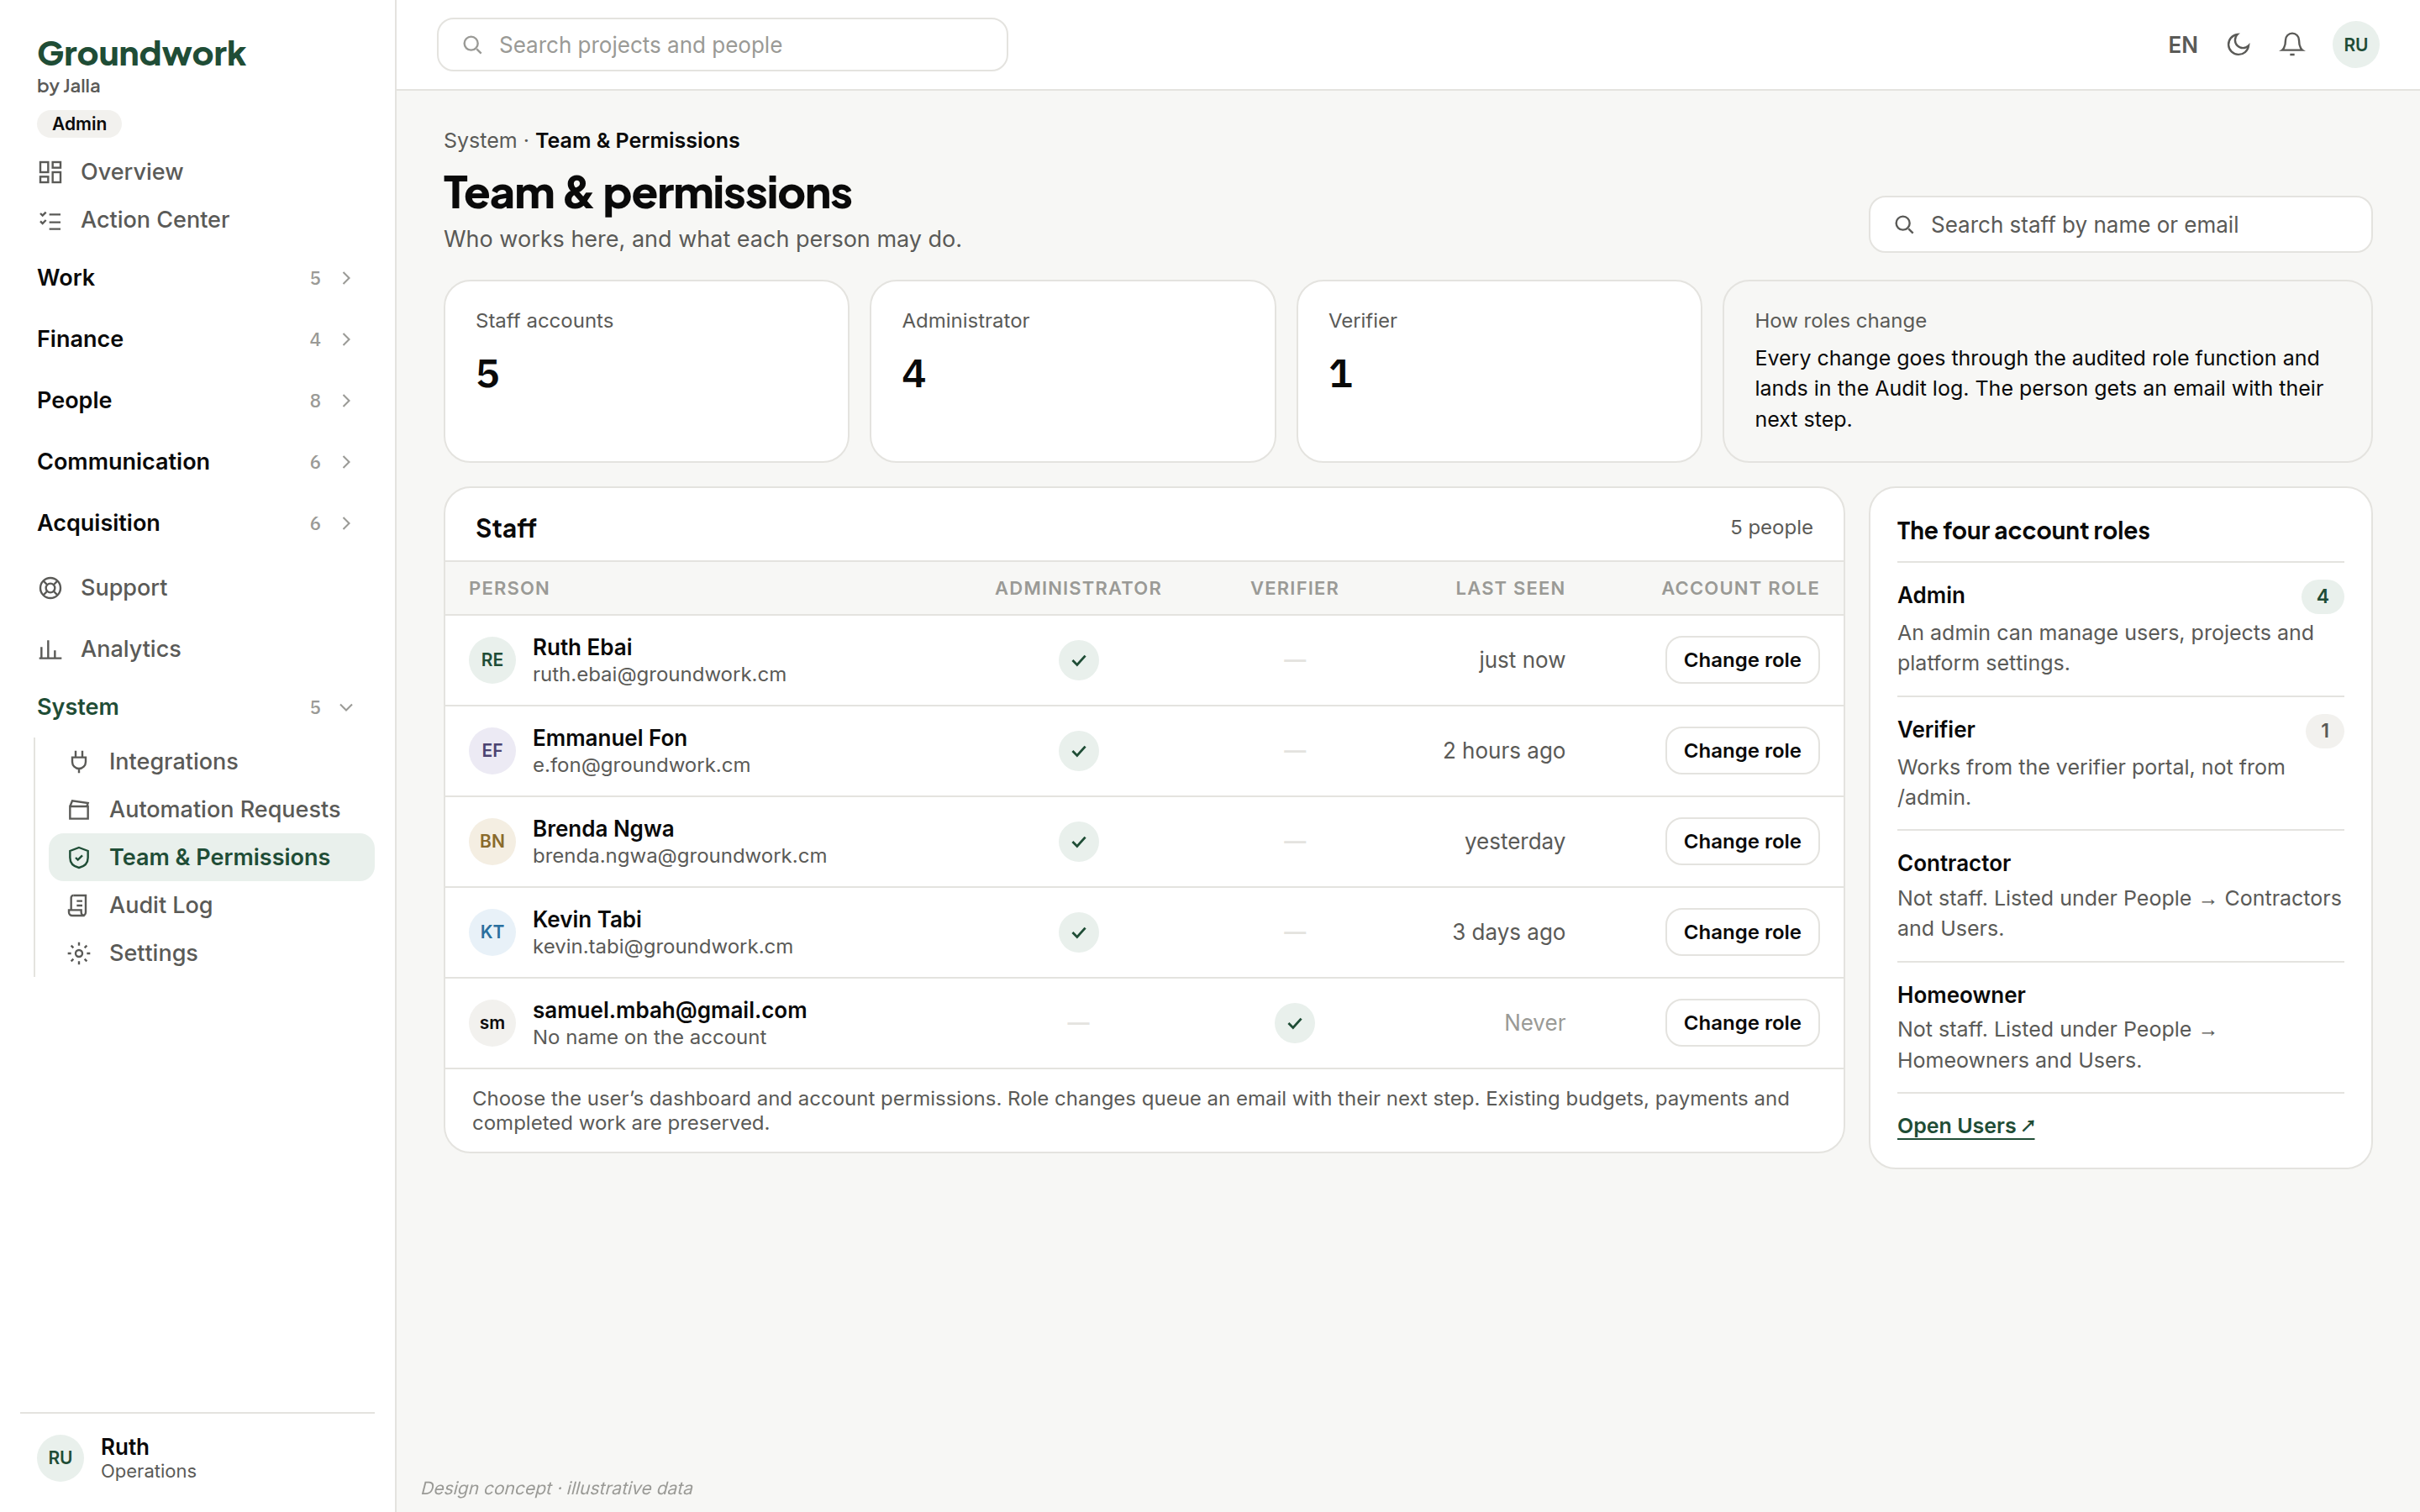 Groundwork
by Jalla
Admin
Overview
Action Center
Work 5
Finance 4
People 8
Communication 6
Acquisition 6
Support
Analytics
System 5
Integrations
Automation Requests
Team & Permissions
Audit Log
Settings
RU
Ruth
Operations
Search projects and people
EN
RU
System · Team & Permissions
Team & permissions
Who works here, and what each person may do.
Search staff by name or email
Staff accounts
5
Administrator
4
Verifier
1
How roles change
Every change goes through the audited role function and
lands in the Audit log. The person gets an email with their
next step.
Staff
5 people
PERSON ADMINISTRATOR VERIFIER LAST SEEN ACCOUNT ROLE
RE
Ruth Ebai
ruth.ebai@groundwork.cm
—
just now
Change role
EF
Emmanuel Fon
e.fon@groundwork.cm
—
2 hours ago
Change role
BN
Brenda Ngwa
brenda.ngwa@groundwork.cm
—
yesterday
Change role
KT
Kevin Tabi
kevin.tabi@groundwork.cm
—
3 days ago
Change role
sm
samuel.mbah@gmail.com
No name on the account
—
Never
Change role
Choose the user’s dashboard and account permissions. Role changes queue an email with their next step. Existing budgets, payments and
completed work are preserved.
The four account roles
Admin 4
An admin can manage users, projects and
platform settings.
Verifier 1
Works from the verifier portal, not from
/admin.
Contractor
Not staff. Listed under People → Contractors
and Users.
Homeowner
Not staff. Listed under People →
Homeowners and Users.
Open Users ↗
Design concept · illustrative data